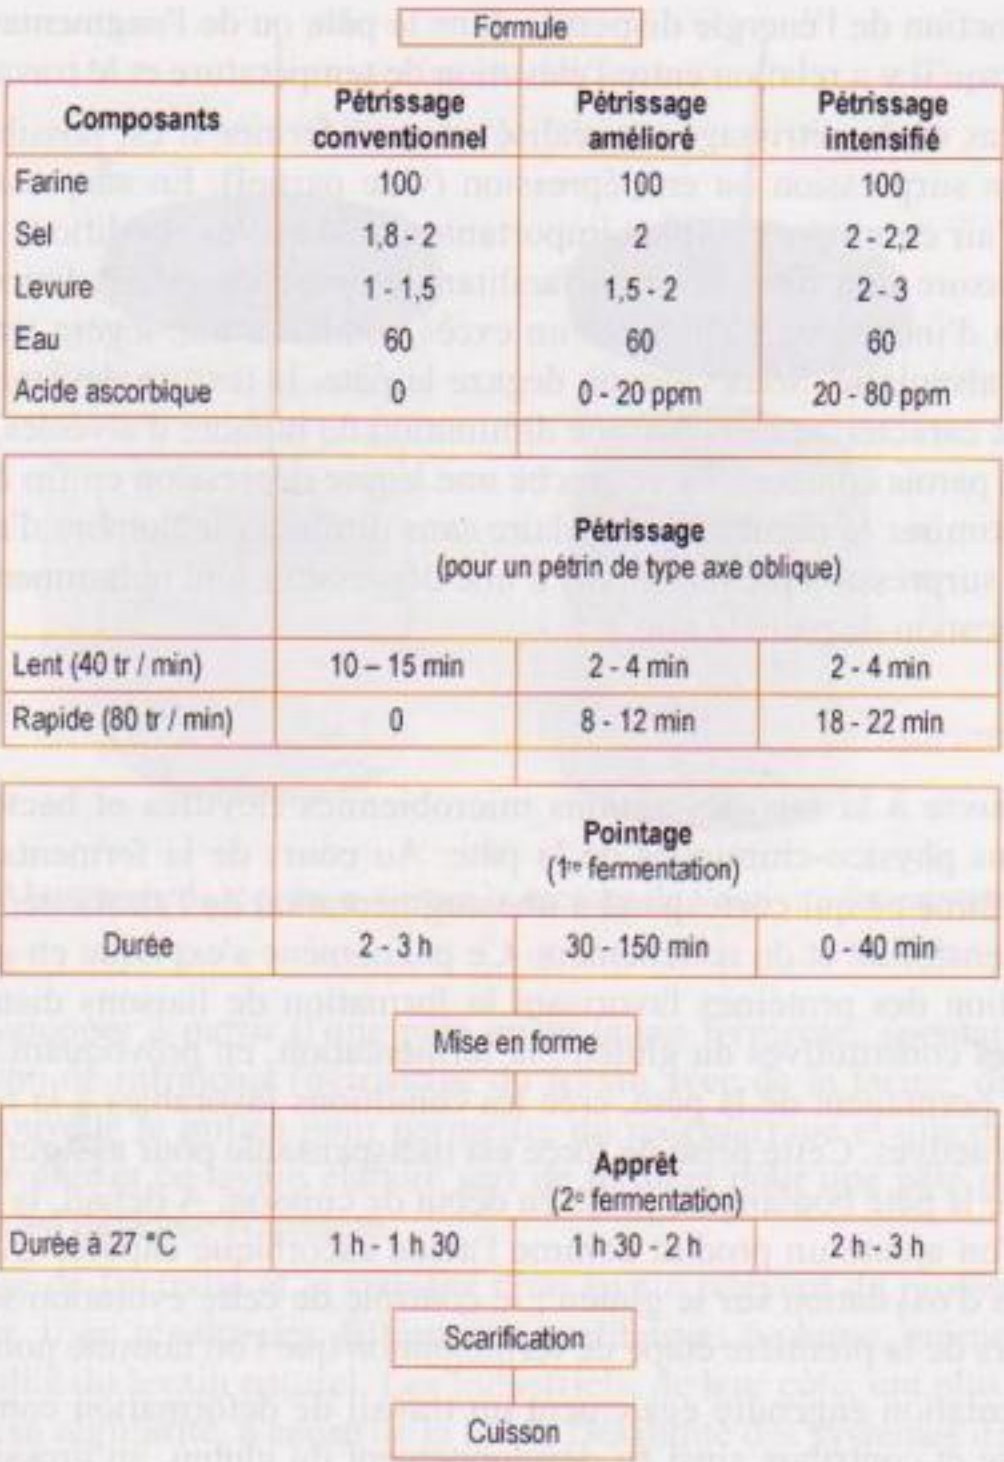 Formule
Composants Pétrissage conventionnel Pétrissage amélioré Pétrissage intensifié
Farine 100 100 100
Sel 1,8 - 2 2 2 - 2,2
Levure 1 - 1,5 1,5 - 2 2 - 3
Eau 60 60 60
Acide ascorbique 0 0 - 20 ppm 20 - 80 ppm
Pétrissage
(pour un pétrin de type axe oblique)
Lent (40 tr / min) 10 – 15 min 2 - 4 min 2 - 4 min
Rapide (80 tr / min) 0 8 - 12 min 18 - 22 min
Pointage
(1re fermentation)
Durée 2 - 3 h 30 - 150 min 0 - 40 min
Mise en forme
Apprêt
(2e fermentation)
Durée à 27 °C 1 h - 1 h 30 1 h 30 - 2 h 2 h - 3 h
Scarification
Cuisson